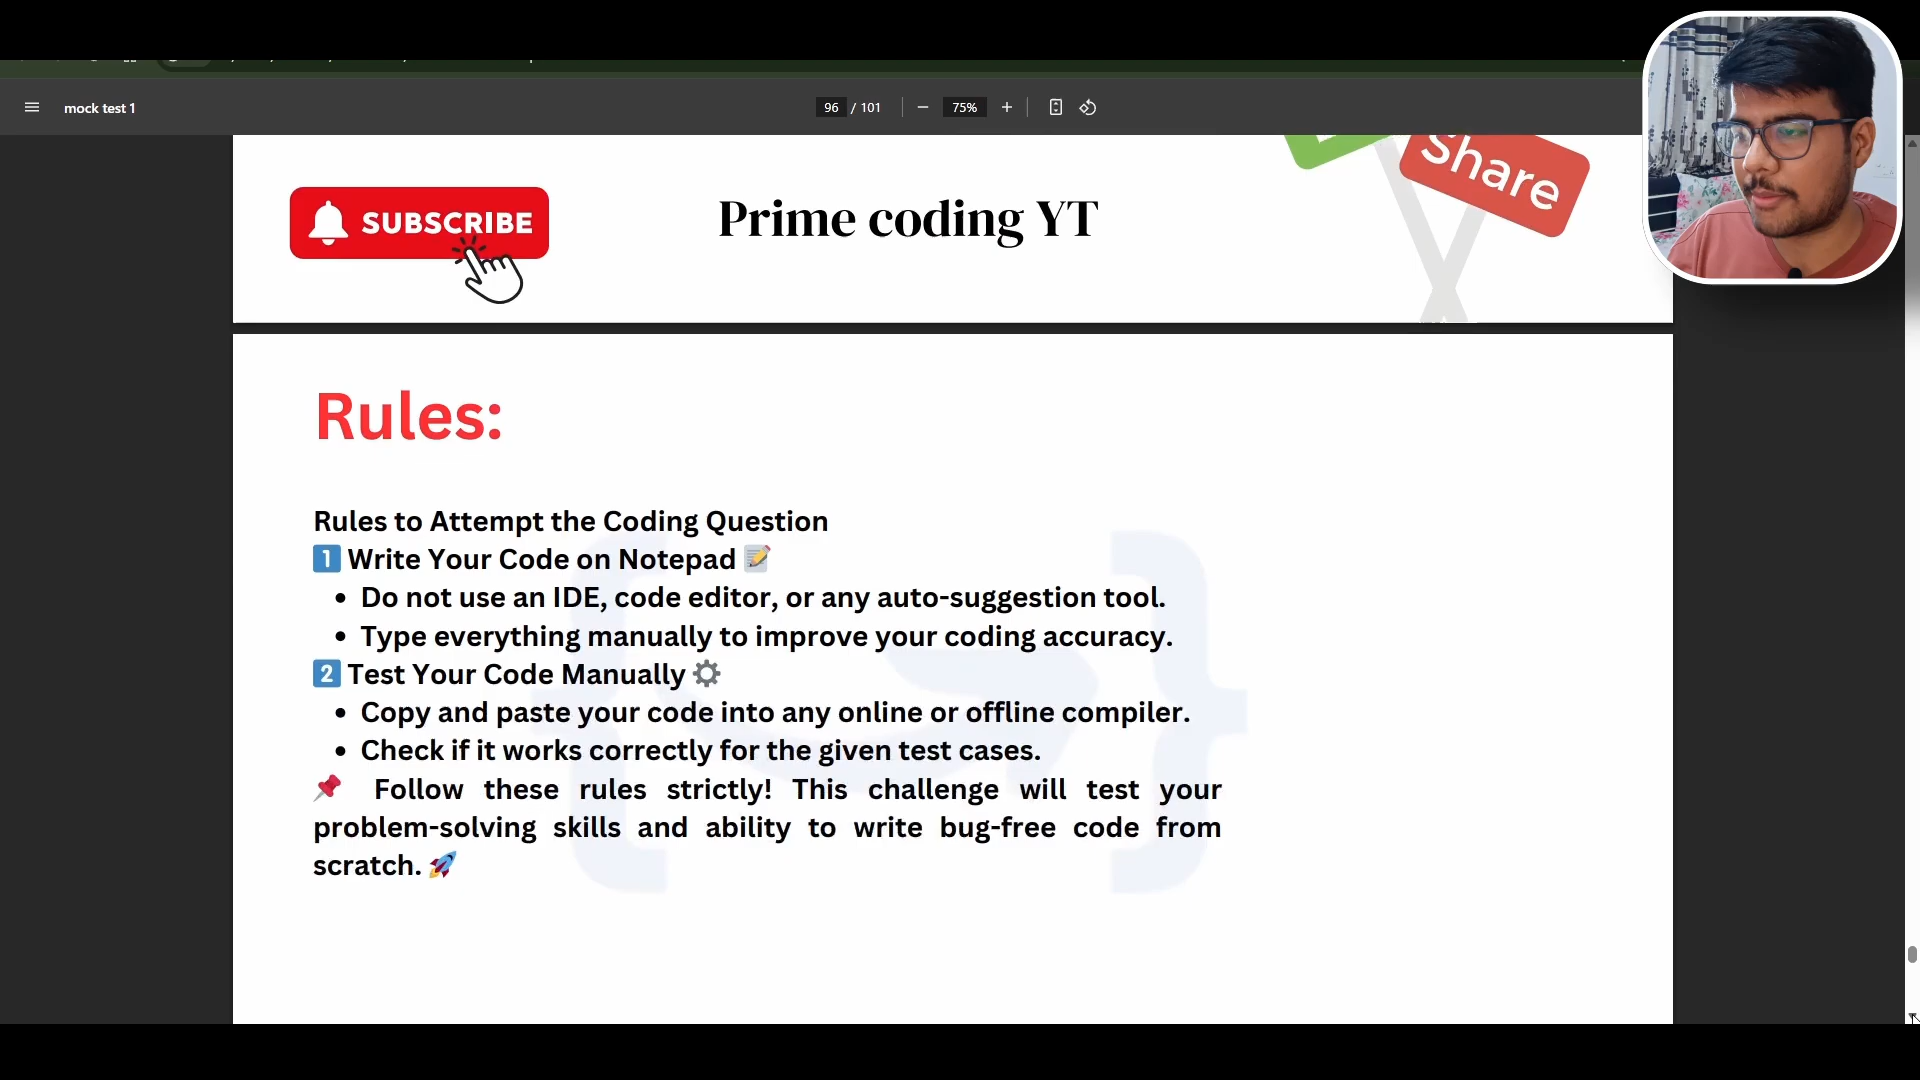 mock test 1
96 / 101
75%
Share
SUBSCRIBE
Prime coding YT
Rules:
Rules to Attempt the Coding Question
1 Write Your Code on Notepad 📝
• Do not use an IDE, code editor, or any auto-suggestion tool.
• Type everything manually to improve your coding accuracy.
2 Test Your Code Manually ⚙
• Copy and paste your code into any online or offline compiler.
• Check if it works correctly for the given test cases.
📌 Follow these rules strictly! This challenge will test your
problem-solving skills and ability to write bug-free code from
scratch. 🚀